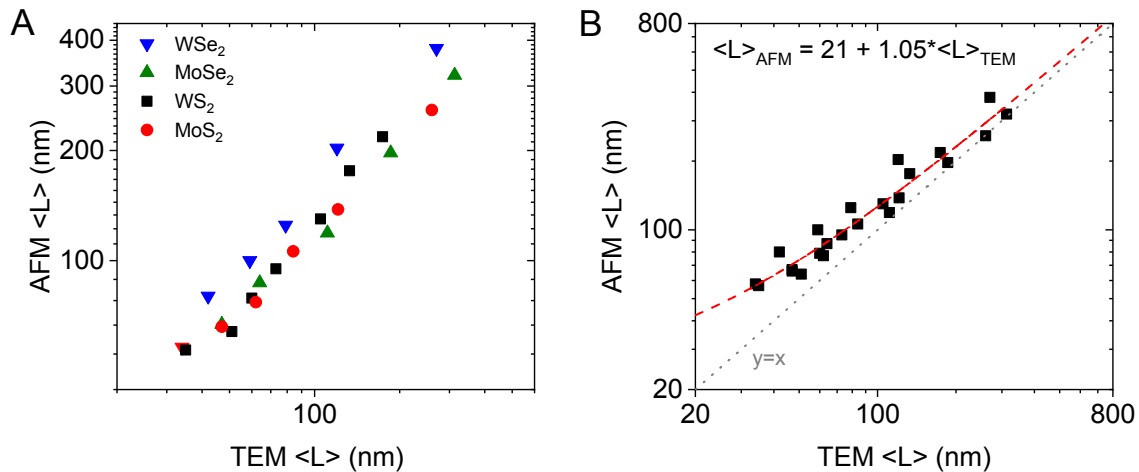 A
400
300
200
100
AFM <L> (nm)
WSe₂
MoSe₂
WS₂
MoS₂
100
TEM <L> (nm)
B
800
100
20
AFM <L> (nm)
<L>AFM = 21 + 1.05*<L>TEM
y=x
20
100
800
TEM <L> (nm)